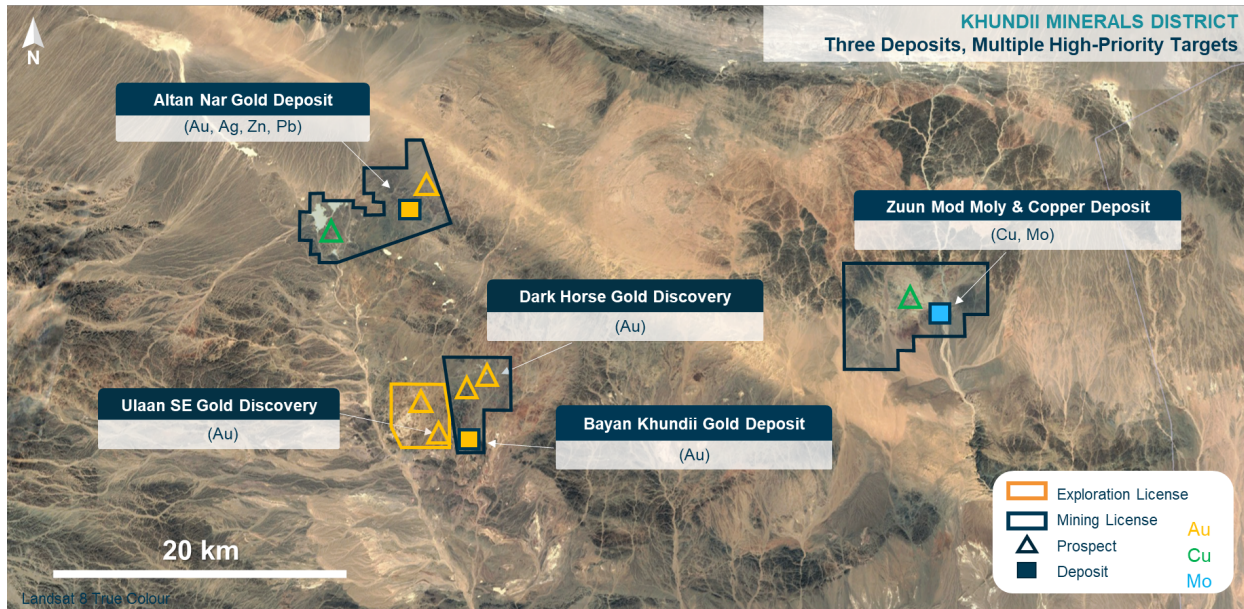 KHUNDII MINERALS DISTRICT
Three Deposits, Multiple High-Priority Targets
N
Altan Nar Gold Deposit
(Au, Ag, Zn, Pb)
Zuun Mod Moly & Copper Deposit
(Cu, Mo)
Dark Horse Gold Discovery
(Au)
Ulaan SE Gold Discovery
(Au)
Bayan Khundii Gold Deposit
(Au)
Exploration License
Mining License
Prospect
Deposit
Au
Cu
Mo
20 km
Landsat 8 True Colour